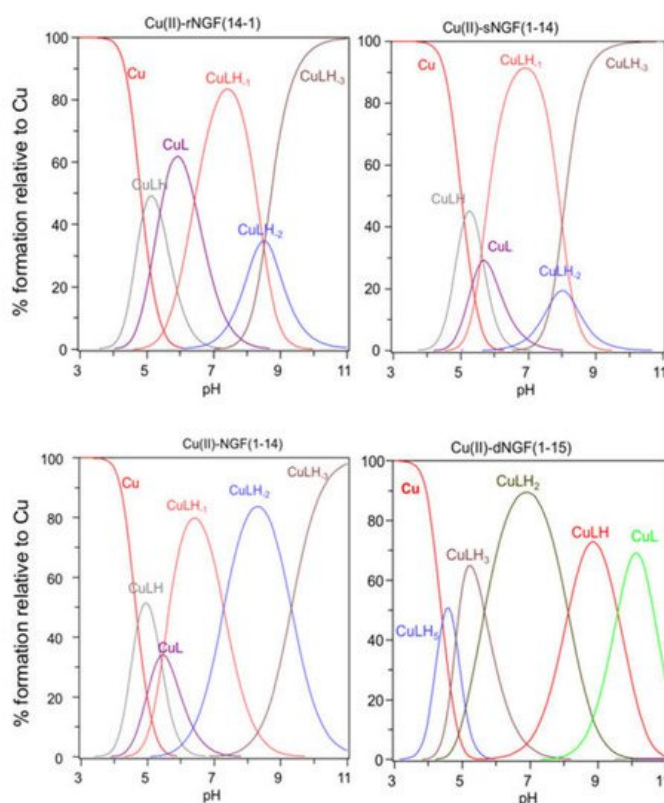 Cu(II)-rNGF(14-1)
% formation relative to Cu
100
80
60
40
20
0
Cu
CuLH
CuL
CuLH-1
CuLH-2
CuLH-3
3 5 7 9 11
pH
Cu(II)-sNGF(1-14)
100
80
60
40
20
0
Cu
CuLH
CuL
CuLH-1
CuLH-2
CuLH-3
3 5 7 9 11
pH
Cu(II)-NGF(1-14)
% formation relative to Cu
100
80
60
40
20
0
Cu
CuLH
CuL
CuLH-1
CuLH-2
CuLH-3
3 5 7 9 11
pH
Cu(II)-dNGF(1-15)
100
80
60
40
20
0
Cu
CuLH5
CuLH3
CuLH2
CuLH
CuL
3 5 7 9 11
pH